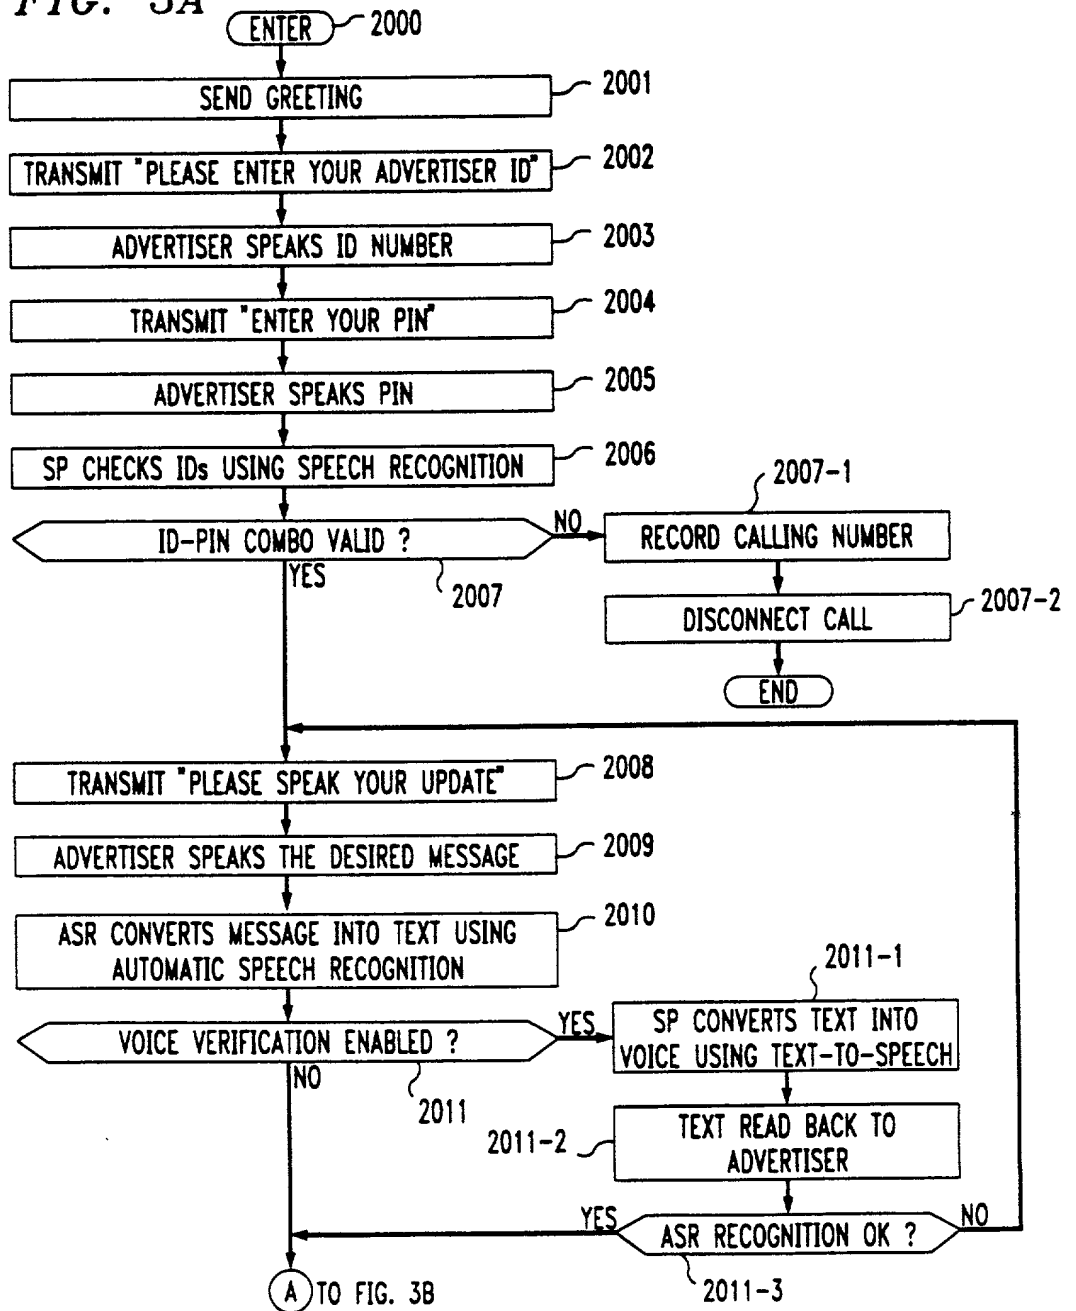 FIG. 3A
ENTER 2000
SEND GREETING 2001
TRANSMIT "PLEASE ENTER YOUR ADVERTISER ID" 2002
ADVERTISER SPEAKS ID NUMBER 2003
TRANSMIT "ENTER YOUR PIN" 2004
ADVERTISER SPEAKS PIN 2005
SP CHECKS IDs USING SPEECH RECOGNITION 2006
ID-PIN COMBO VALID ?
NO
YES
2007
2007-1
RECORD CALLING NUMBER
DISCONNECT CALL 2007-2
END
TRANSMIT "PLEASE SPEAK YOUR UPDATE" 2008
ADVERTISER SPEAKS THE DESIRED MESSAGE 2009
ASR CONVERTS MESSAGE INTO TEXT USING
AUTOMATIC SPEECH RECOGNITION
2010
VOICE VERIFICATION ENABLED ?
YES
NO
2011
2011-1
SP CONVERTS TEXT INTO
VOICE USING TEXT-TO-SPEECH
2011-2
TEXT READ BACK TO
ADVERTISER
YES
ASR RECOGNITION OK ?
NO
2011-3
A TO FIG. 3B